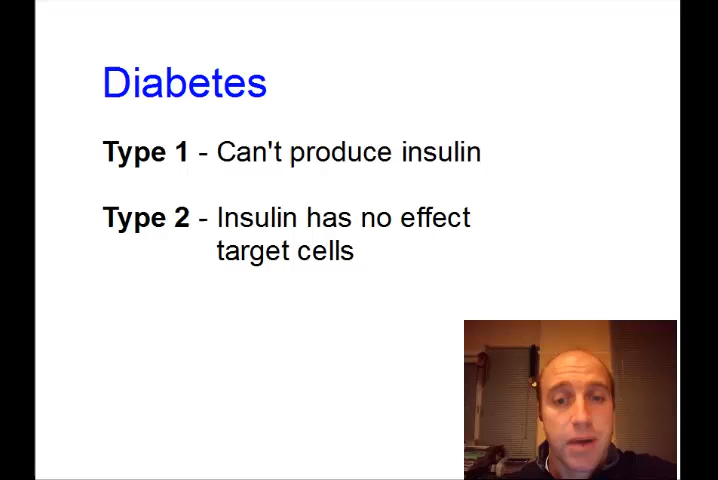 Diabetes
Type 1 - Can't produce insulin
Type 2 - Insulin has no effect
target cells